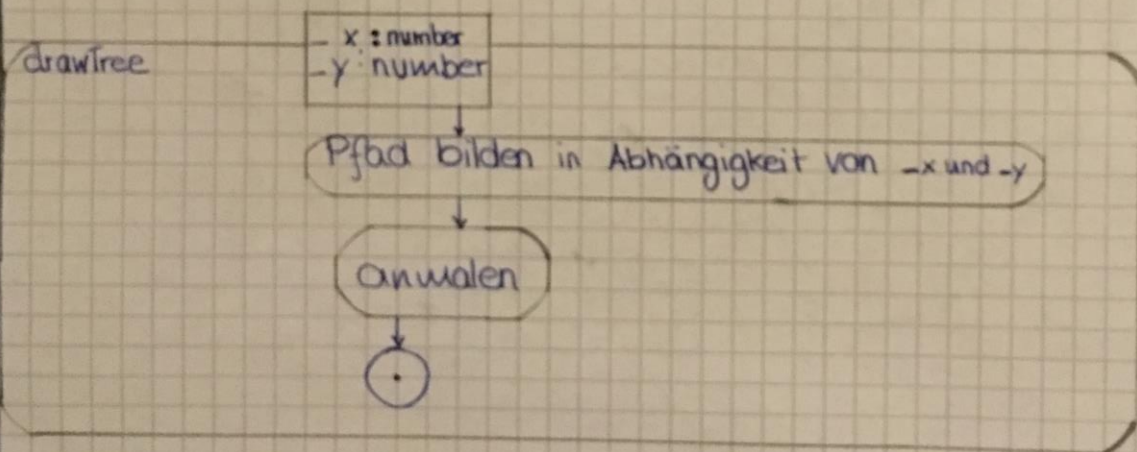 drawTree
_x : number
_y : number
Pfad bilden in Abhängigkeit von _x und _y
anmalen